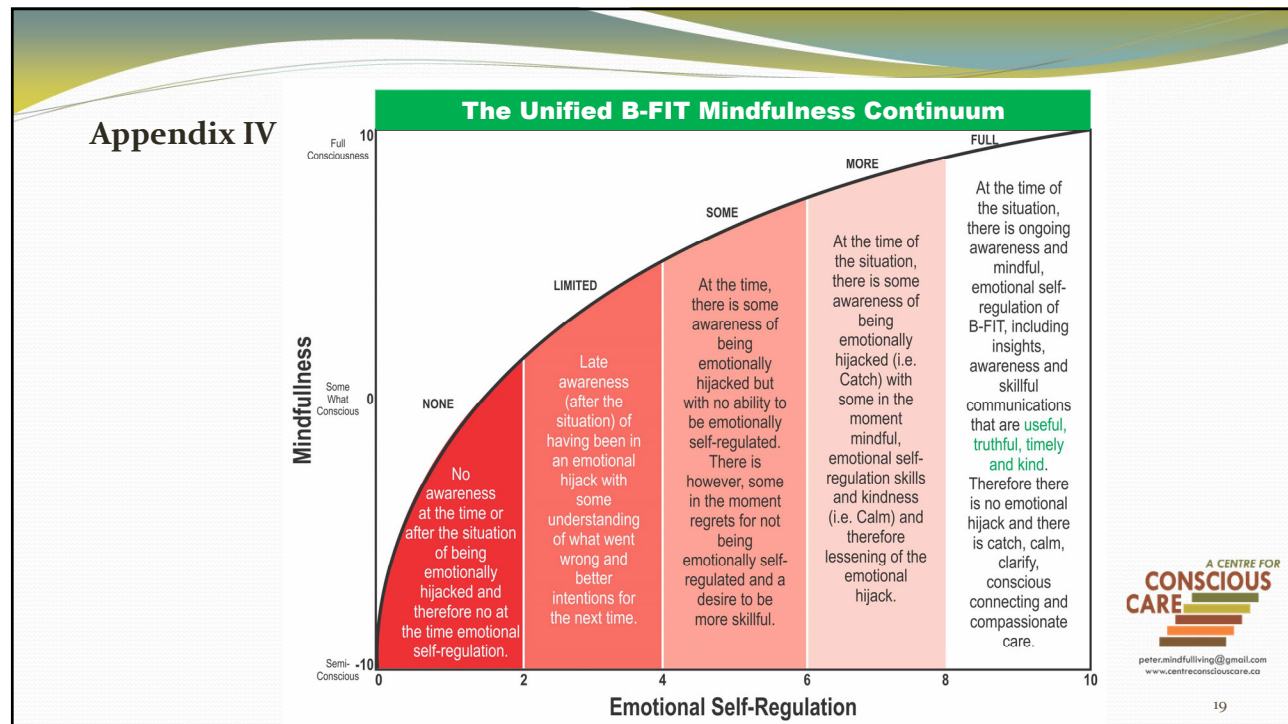 Appendix IV
The Unified B-FIT Mindfulness Continuum
Mindfullness
10
Full
Consciousness
0
Some
What
Conscious
-10
Semi-
Conscious
NONE
No
awareness
at the time or
after the situation
of being
emotionally
hijacked and
therefore no at
the time emotional
self-regulation.
LIMITED
Late
awareness
(after the
situation) of
having been in
an emotional
hijack with
some
understanding
of what went
wrong and
better
intentions for
the next time.
SOME
At the time,
there is some
awareness of
being
emotionally
hijacked but
with no ability to
be emotionally
self-regulated.
There is
however, some
in the moment
regrets for not
being
emotionally self-
regulated and a
desire to be
more skillful.
MORE
At the time of
the situation,
there is some
awareness of
being
emotionally
hijacked (i.e.
Catch) with
some in the
moment
mindful,
emotional self-
regulation skills
and kindness
(i.e. Calm) and
therefore
lessening of the
emotional
hijack.
FULL
At the time of
the situation,
there is ongoing
awareness and
mindful,
emotional self-
regulation of
B-FIT, including
insights,
awareness and
skillful
communications
that are useful,
truthful, timely
and kind.
Therefore there
is no emotional
hijack and there
is catch, calm,
clarify,
conscious
connecting and
compassionate
care.
0 2 4 6 8 10
Emotional Self-Regulation
A CENTRE FOR
CONSCIOUS
CARE
peter.mindfulliving@gmail.com
www.centreconsciouscare.ca
19